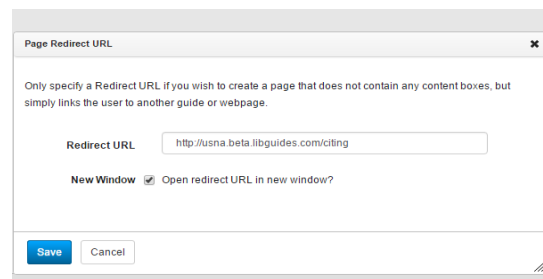 Page Redirect URL
Only specify a Redirect URL if you wish to create a page that does not contain any content boxes, but
simply links the user to another guide or webpage.
Redirect URL http://usna.beta.libguides.com/citing
New Window Open redirect URL in new window?
Save Cancel